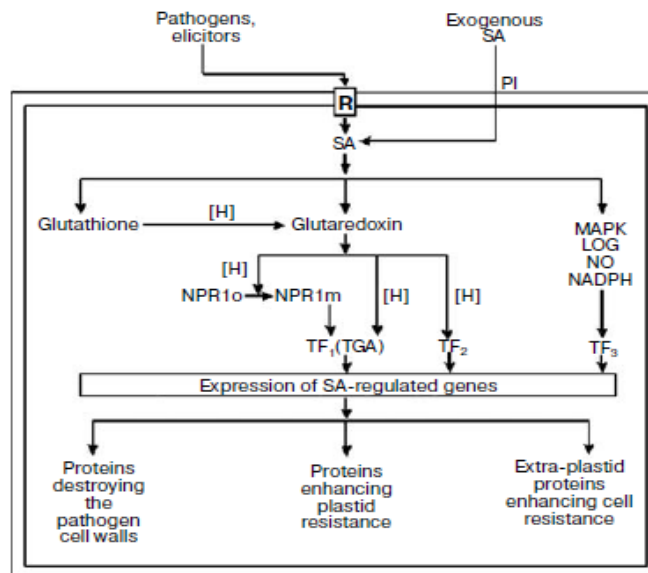 Pathogens,
elicitors
Exogenous
SA
PI
R
SA
Glutathione
[H]
Glutaredoxin
MAPK
LOG
NO
NADPH
[H]
[H]
[H]
NPR1o
NPR1m
TF₁(TGA)
TF₂
TF₃
Expression of SA-regulated genes
Proteins
destroying
the
pathogen
cell walls
Proteins
enhancing
plastid
resistance
Extra-plastid
proteins
enhancing cell
resistance